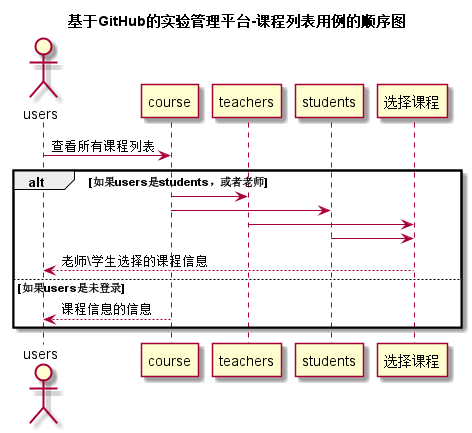 基于GitHub的实验管理平台-课程列表用例的顺序图
users
course
teachers
students
选择课程
查看所有课程列表
alt
[如果users是students，或者老师]
老师\学生选择的课程信息
[如果users是未登录]
课程信息的信息
users
course
teachers
students
选择课程